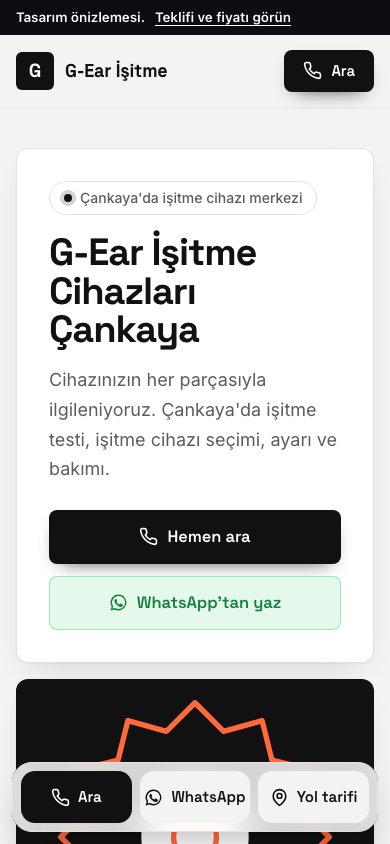 Tasarım önizlemesi. Teklifi ve fiyatı görün
G G-Ear İşitme Ara
Çankaya'da işitme cihazı merkezi
G-Ear İşitme
Cihazları
Çankaya
Cihazınızın her parçasıyla
ilgileniyoruz. Çankaya'da işitme
testi, işitme cihazı seçimi, ayarı ve
bakımı.
Hemen ara
WhatsApp'tan yaz
Ara WhatsApp Yol tarifi